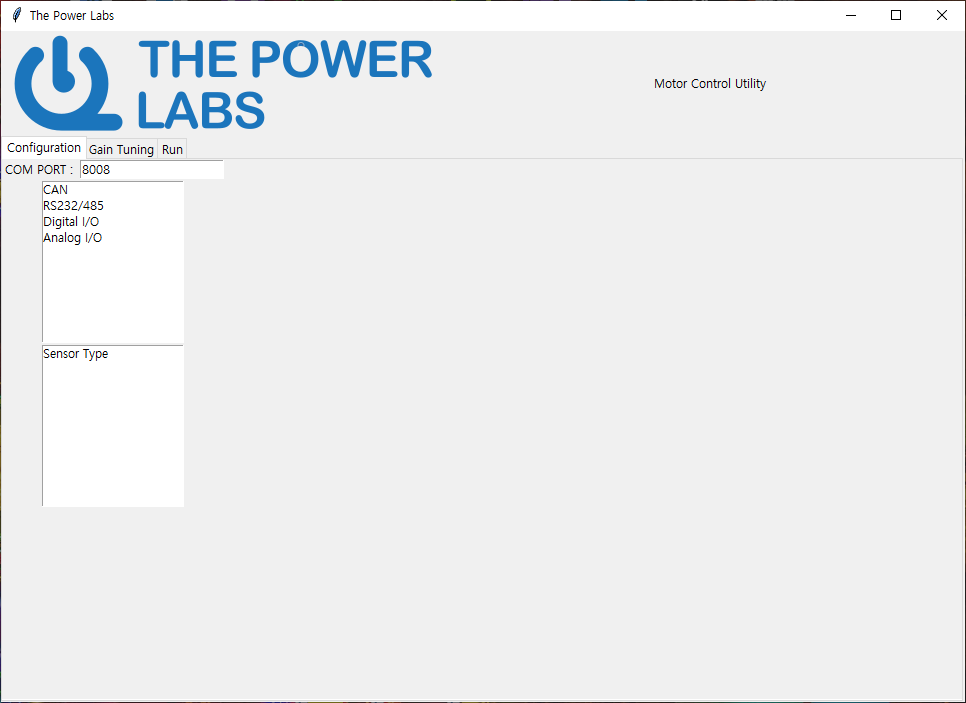 The Power Labs
THE POWER
LABS
Motor Control Utility
Configuration Gain Tuning Run
COM PORT : 8008
CAN
RS232/485
Digital I/O
Analog I/O
Sensor Type